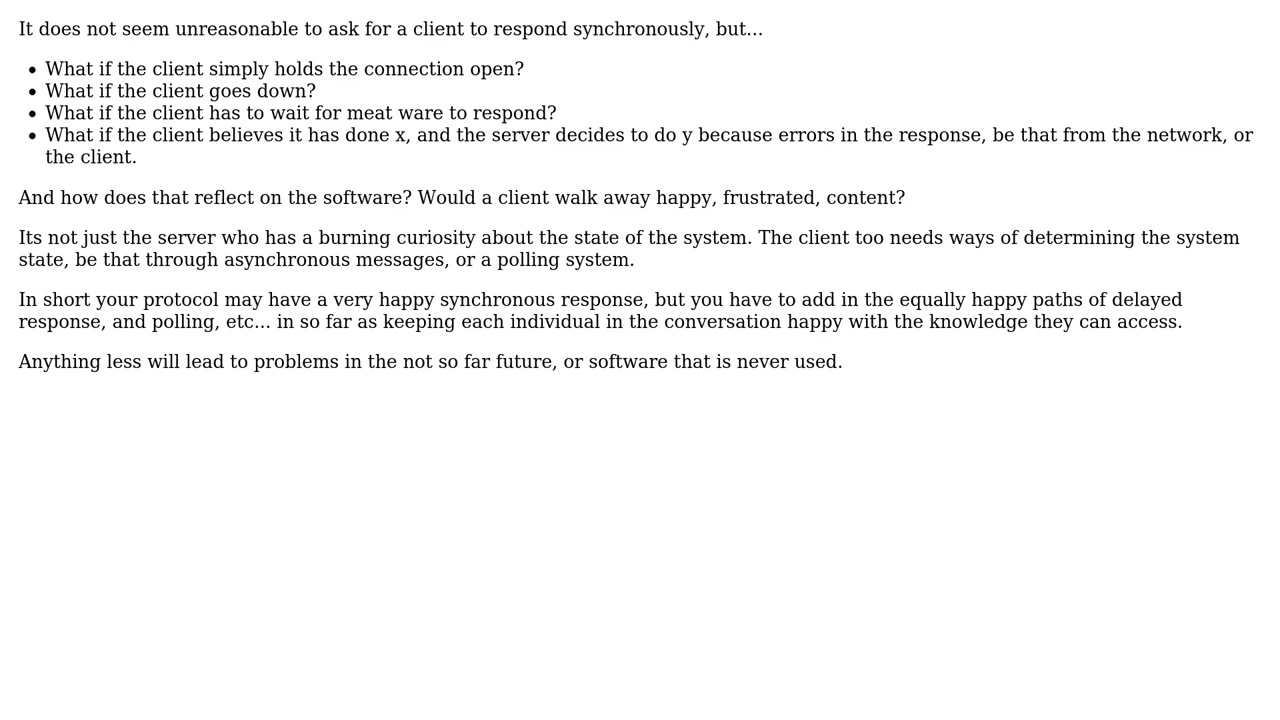 It does not seem unreasonable to ask for a client to respond synchronously, but...
• What if the client simply holds the connection open?
• What if the client goes down?
• What if the client has to wait for meat ware to respond?
• What if the client believes it has done x, and the server decides to do y because errors in the response, be that from the network, or
the client.
And how does that reflect on the software? Would a client walk away happy, frustrated, content?
Its not just the server who has a burning curiosity about the state of the system. The client too needs ways of determining the system
state, be that through asynchronous messages, or a polling system.
In short your protocol may have a very happy synchronous response, but you have to add in the equally happy paths of delayed
response, and polling, etc... in so far as keeping each individual in the conversation happy with the knowledge they can access.
Anything less will lead to problems in the not so far future, or software that is never used.